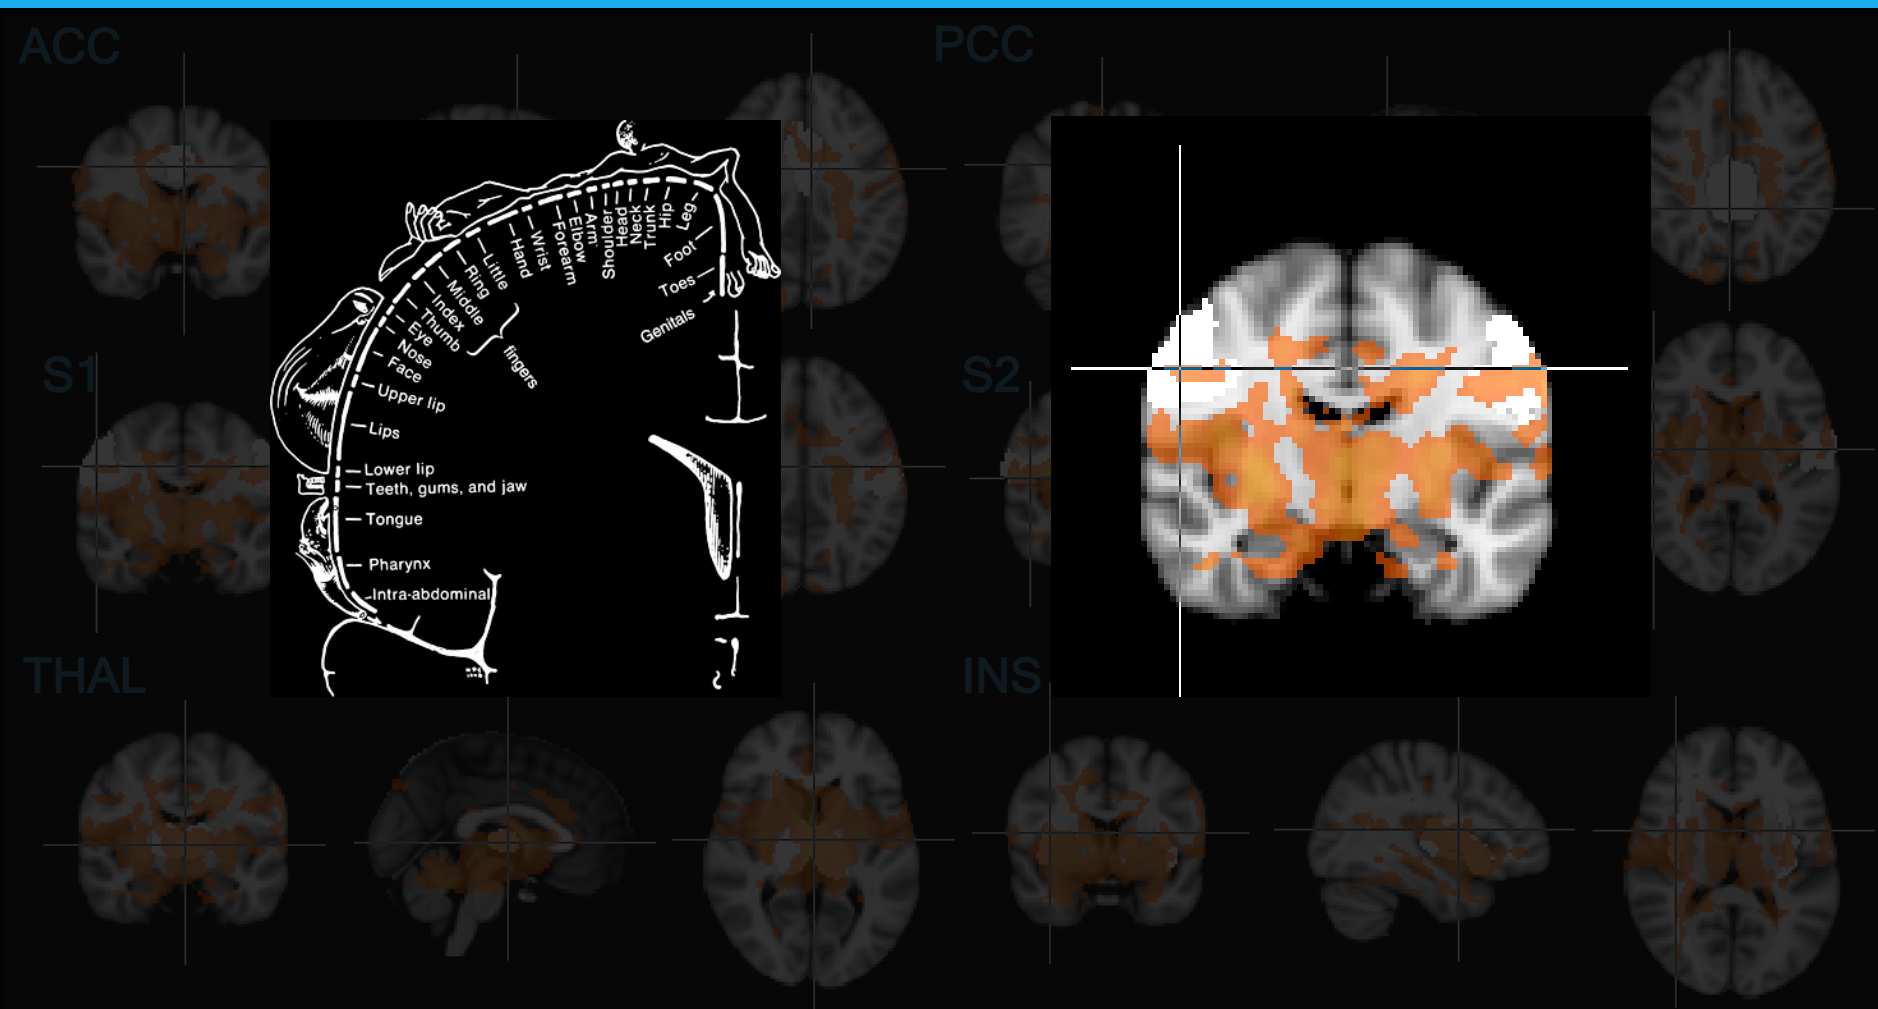 ACC
PCC
S1
S2
THAL
INS
Genitals
Toes
Foot
Leg
Hip
Trunk
Neck
Head
Shoulder
Arm
Elbow
Forearm
Wrist
Hand
Little
Ring
Middle
Index
Thumb
fingers
Eye
Nose
Face
Upper lip
Lips
Lower lip
Teeth, gums, and jaw
Tongue
Pharynx
Intra-abdominal